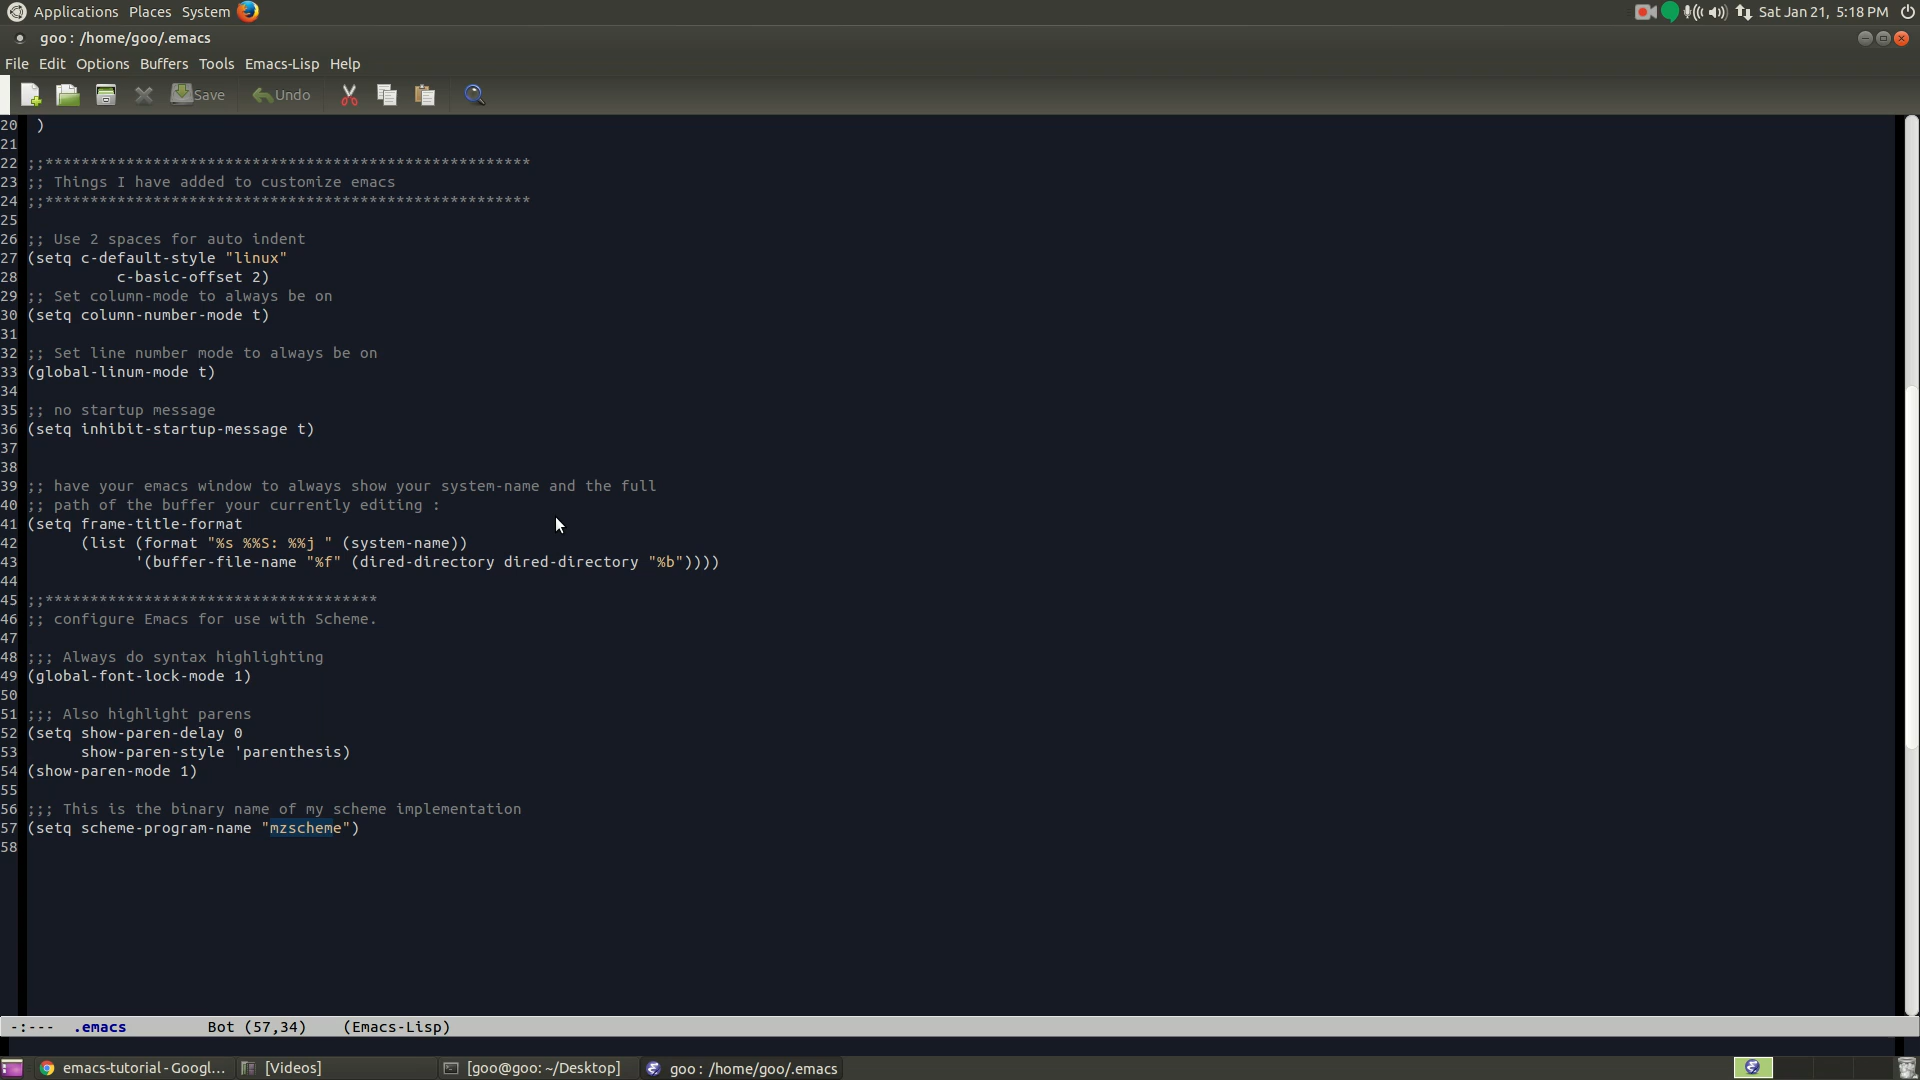 Applications Places System
Sat Jan 21, 5:18 PM
goo : /home/goo/.emacs
File Edit Options Buffers Tools Emacs-Lisp Help
Save Undo
20 )
21
22 ;;******************************************************
23 ;; Things I have added to customize emacs
24 ;;******************************************************
25
26 ;; Use 2 spaces for auto indent
27 (setq c-default-style "linux"
28 c-basic-offset 2)
29 ;; Set column-mode to always be on
30 (setq column-number-mode t)
31
32 ;; Set line number mode to always be on
33 (global-linum-mode t)
34
35 ;; no startup message
36 (setq inhibit-startup-message t)
37
38
39 ;; have your emacs window to always show your system-name and the full
40 ;; path of the buffer your currently editing :
41 (setq frame-title-format
42 (list (format "%s %%S: %%j " (system-name))
43 '(buffer-file-name "%f" (dired-directory dired-directory "%b"))))
44
45 ;;*************************************
46 ;; configure Emacs for use with Scheme.
47
48 ;;; Always do syntax highlighting
49 (global-font-lock-mode 1)
50
51 ;;; Also highlight parens
52 (setq show-paren-delay 0
53 show-paren-style 'parenthesis)
54 (show-paren-mode 1)
55
56 ;;; This is the binary name of my scheme implementation
57 (setq scheme-program-name "mzscheme")
58
-:--- .emacs Bot (57,34) (Emacs-Lisp)
emacs-tutorial - Googl... [Videos] [goo@goo: ~/Desktop] goo : /home/goo/.emacs